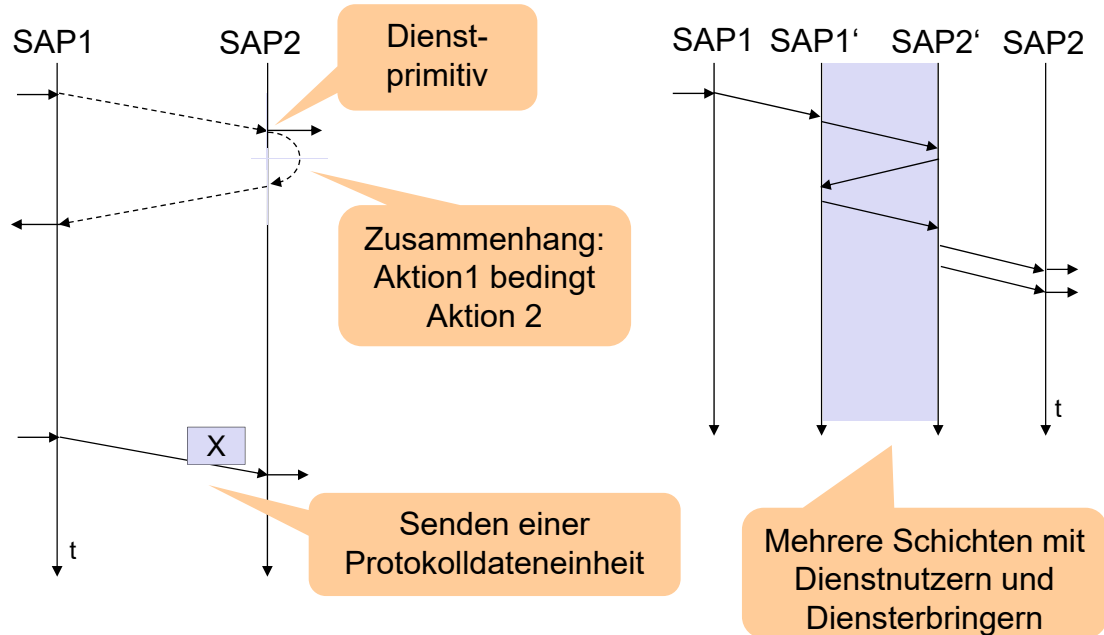 SAP1
SAP2
Dienst-
primitiv
Zusammenhang:
Aktion1 bedingt
Aktion 2
X
Senden einer
Protokolldateneinheit
t
SAP1
SAP1‘
SAP2‘
SAP2
t
Mehrere Schichten mit
Dienstnutzern und
Diensterbringern